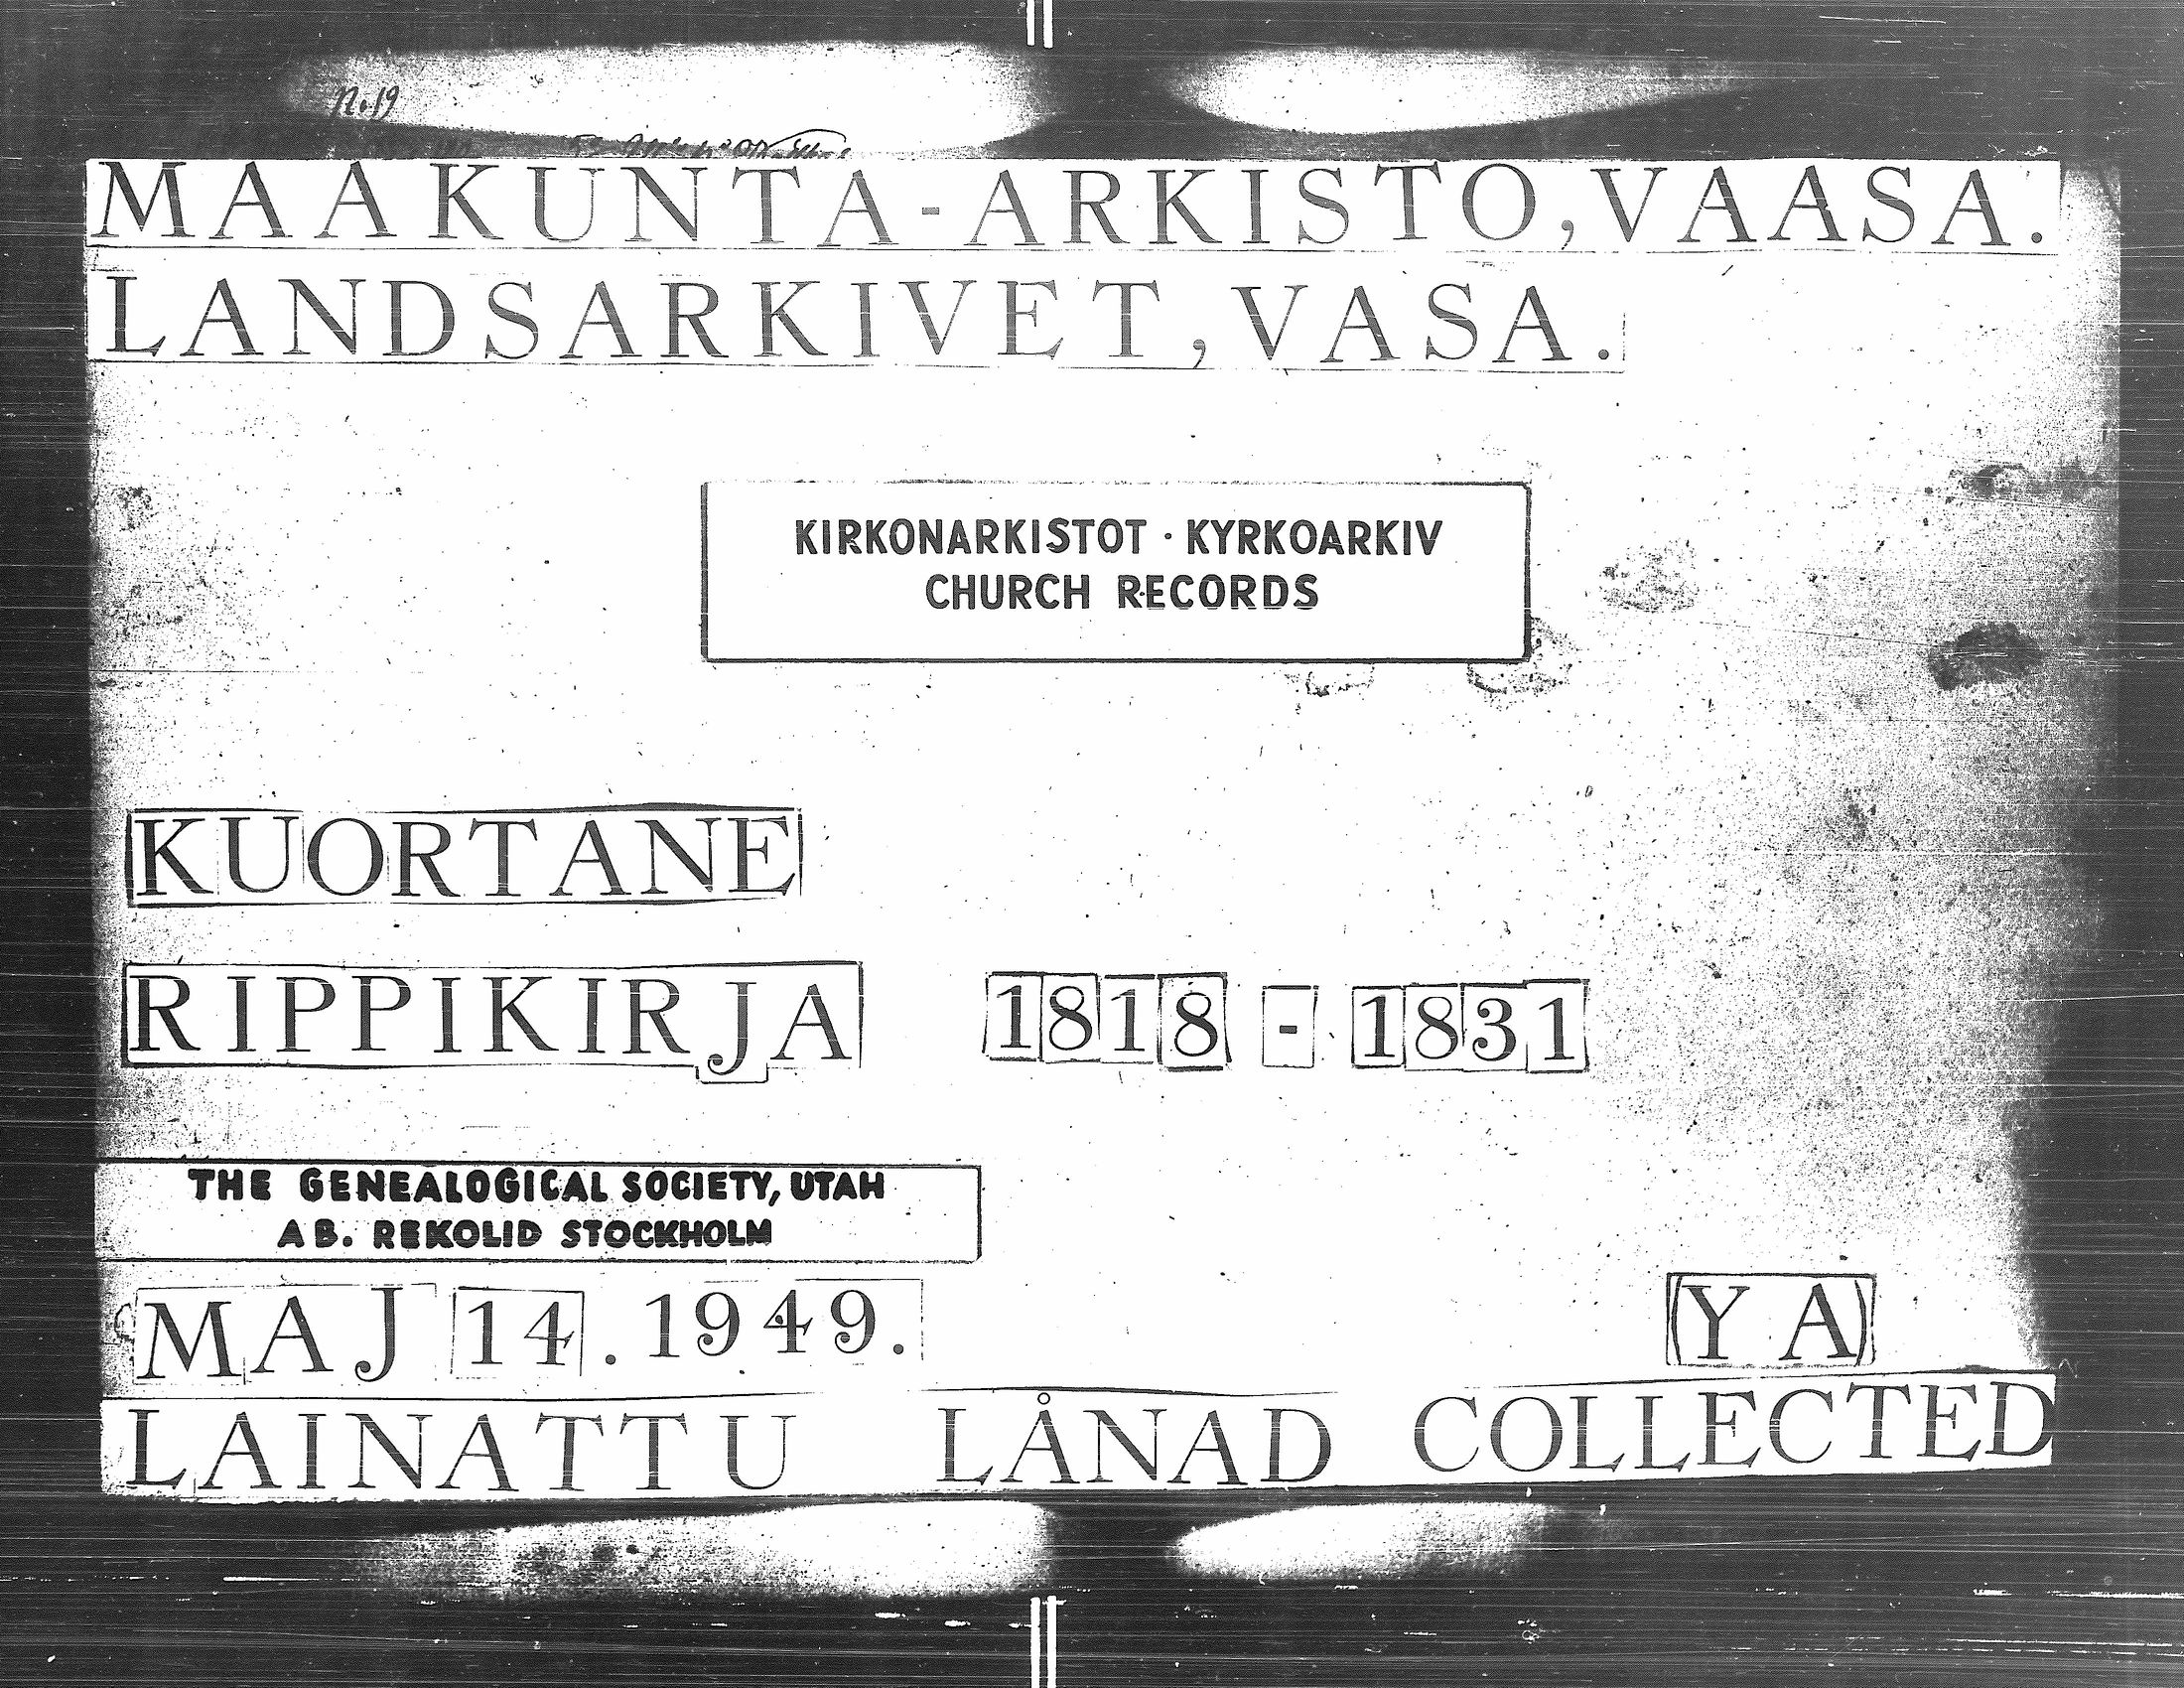 N.19
MAAKUNTA-ARKISTO, VAASA.
LANDSARKIVET, VASA.
KIRKONARKISTOT · KYRKOARKIV
CHURCH RECORDS
KUORTANE
RIPPIKIRJA 1818 - 1831
THE GENEALOGICAL SOCIETY, UTAH
AB. REKOLID STOCKHOLM
MAJ 14. 1949. (YA)
LAINATTU LÅNAD COLLECTED